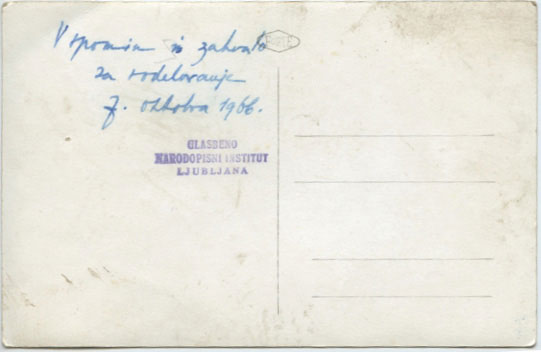 V spomin in zahvalo
za sodelovanje
7. oktobra 1966.
GLASBENO
NARODOPISNI INSTITUT
LJUBLJANA